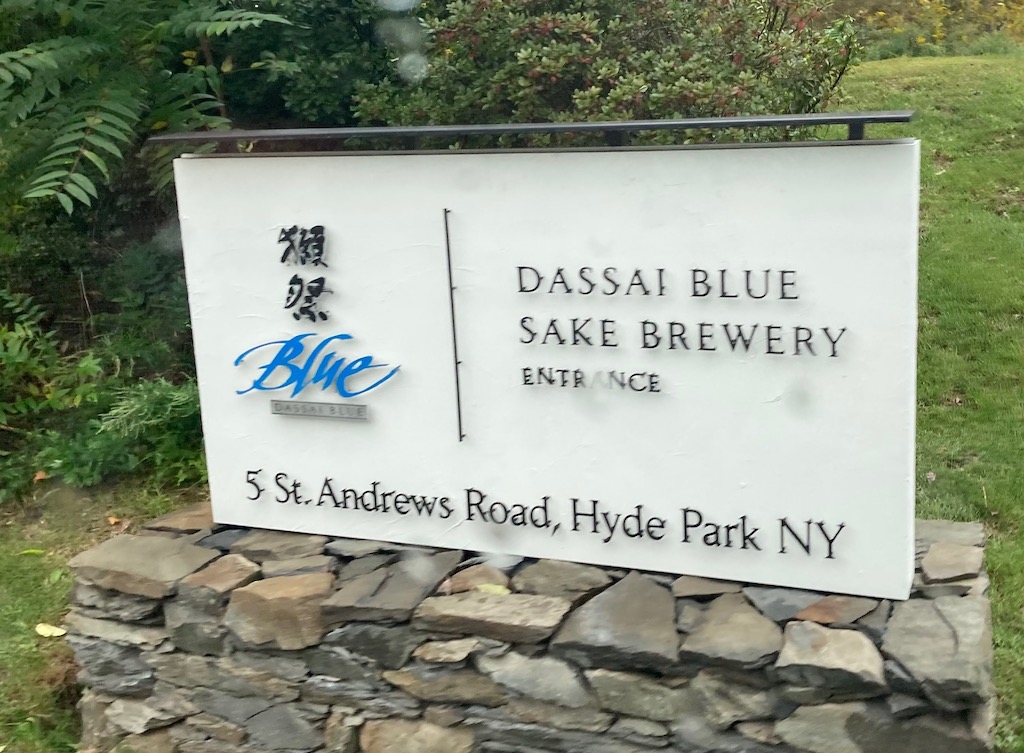 獺
祭
Blue
DASSAI BLUE
DASSAI BLUE
SAKE BREWERY
ENTRANCE
5 St. Andrews Road, Hyde Park NY